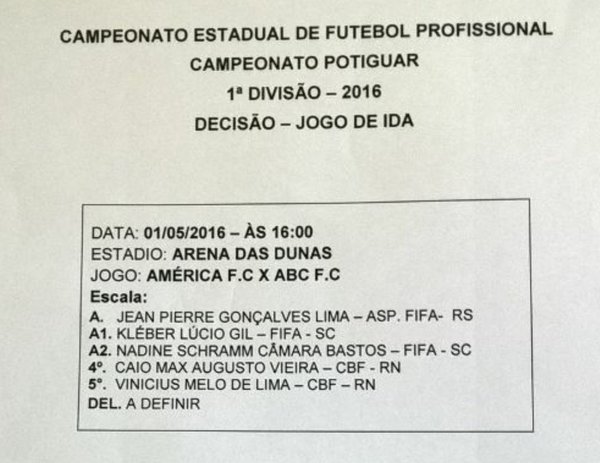 CAMPEONATO ESTADUAL DE FUTEBOL PROFISSIONAL
CAMPEONATO POTIGUAR
1ª DIVISÃO – 2016
DECISÃO – JOGO DE IDA
DATA: 01/05/2016 – ÀS 16:00
ESTADIO: ARENA DAS DUNAS
JOGO: AMÉRICA F.C X ABC F.C
Escala:
A. JEAN PIERRE GONÇALVES LIMA – ASP. FIFA- RS
A1. KLÉBER LÚCIO GIL – FIFA - SC
A2. NADINE SCHRAMM CÂMARA BASTOS – FIFA - SC
4º. CAIO MAX AUGUSTO VIEIRA – CBF - RN
5º. VINICIUS MELO DE LIMA – CBF – RN
DEL. A DEFINIR